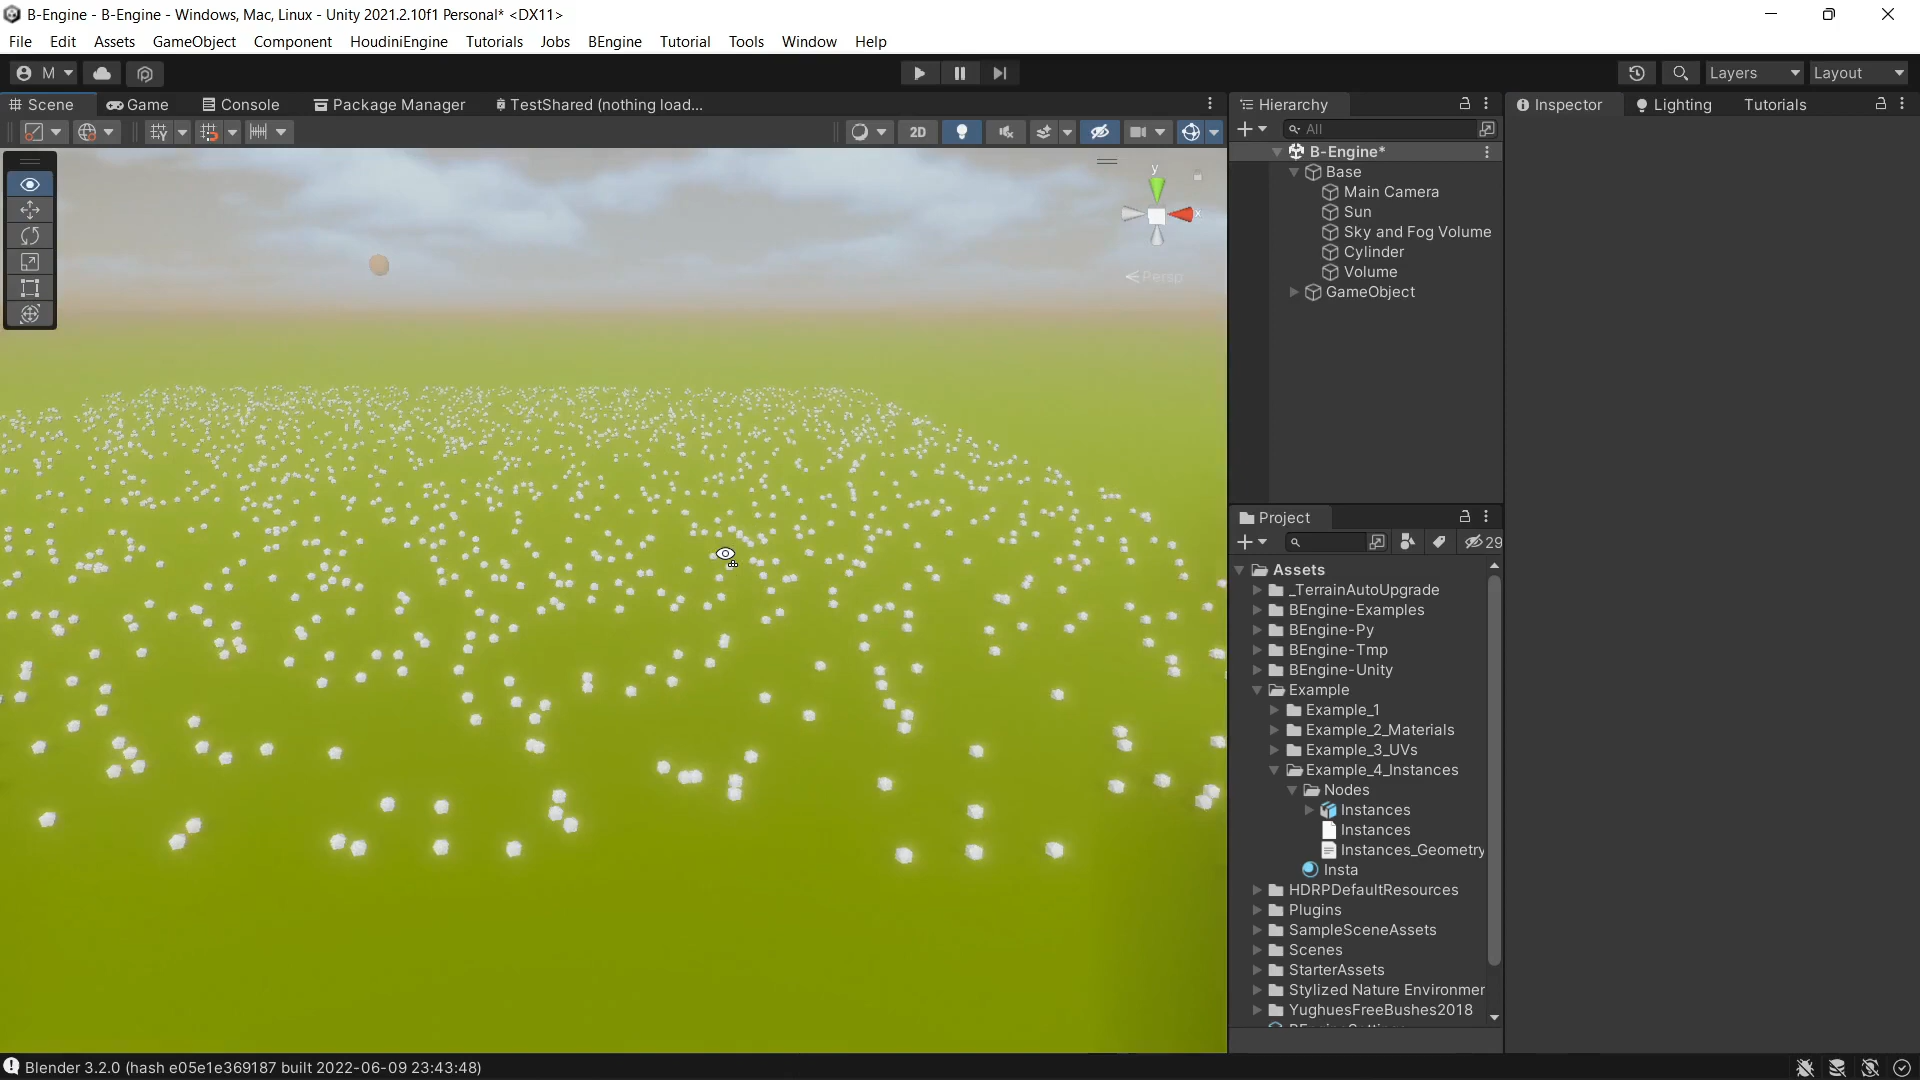 B-Engine - B-Engine - Windows, Mac, Linux - Unity 2021.2.10f1 Personal* <DX11>
File Edit Assets GameObject Component HoudiniEngine Tutorials Jobs BEngine Tutorial Tools Window Help
M Layers Layout
Scene Game Console Package Manager TestShared (nothing load...
2D
y
x
Persp
Hierarchy
All
B-Engine*
Base
Main Camera
Sun
Sky and Fog Volume
Cylinder
Volume
GameObject
Project
29
Assets
_TerrainAutoUpgrade
BEngine-Examples
BEngine-Py
BEngine-Tmp
BEngine-Unity
Example
Example_1
Example_2_Materials
Example_3_UVs
Example_4_Instances
Nodes
Instances
Instances
Instances_Geometry
Insta
HDRPDefaultResources
Plugins
SampleSceneAssets
Scenes
StarterAssets
Stylized Nature Environmer
YughuesFreeBushes2018
Inspector Lighting Tutorials
Blender 3.2.0 (hash e05e1e369187 built 2022-06-09 23:43:48)